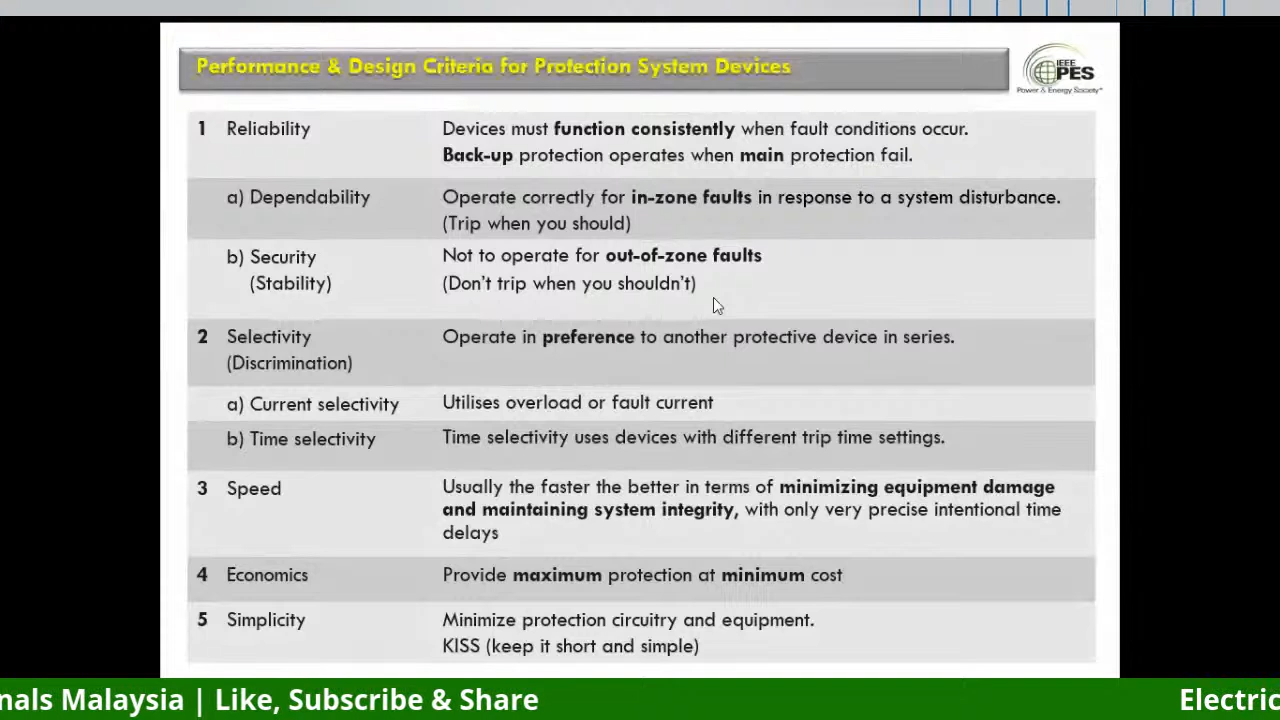 Performance & Design Criteria for Protection System Devices
IEEE
PES
Power & Energy Society®
1 Reliability Devices must function consistently when fault conditions occur.
Back-up protection operates when main protection fail.
a) Dependability Operate correctly for in-zone faults in response to a system disturbance.
(Trip when you should)
b) Security Not to operate for out-of-zone faults
(Stability) (Don't trip when you shouldn't)
2 Selectivity Operate in preference to another protective device in series.
(Discrimination)
a) Current selectivity Utilises overload or fault current
b) Time selectivity Time selectivity uses devices with different trip time settings.
3 Speed Usually the faster the better in terms of minimizing equipment damage
and maintaining system integrity, with only very precise intentional time
delays
4 Economics Provide maximum protection at minimum cost
5 Simplicity Minimize protection circuitry and equipment.
KISS (keep it short and simple)
nals Malaysia | Like, Subscribe & Share Electric